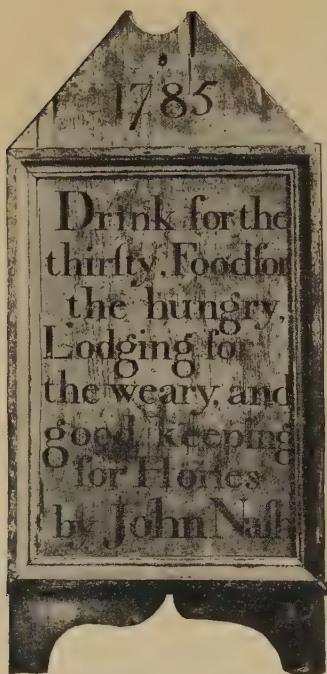 1785
Drink for the
thirſty, Food for
the hungry,
Lodging for
the weary, and
good keeping
for Horſes
by John Naſh